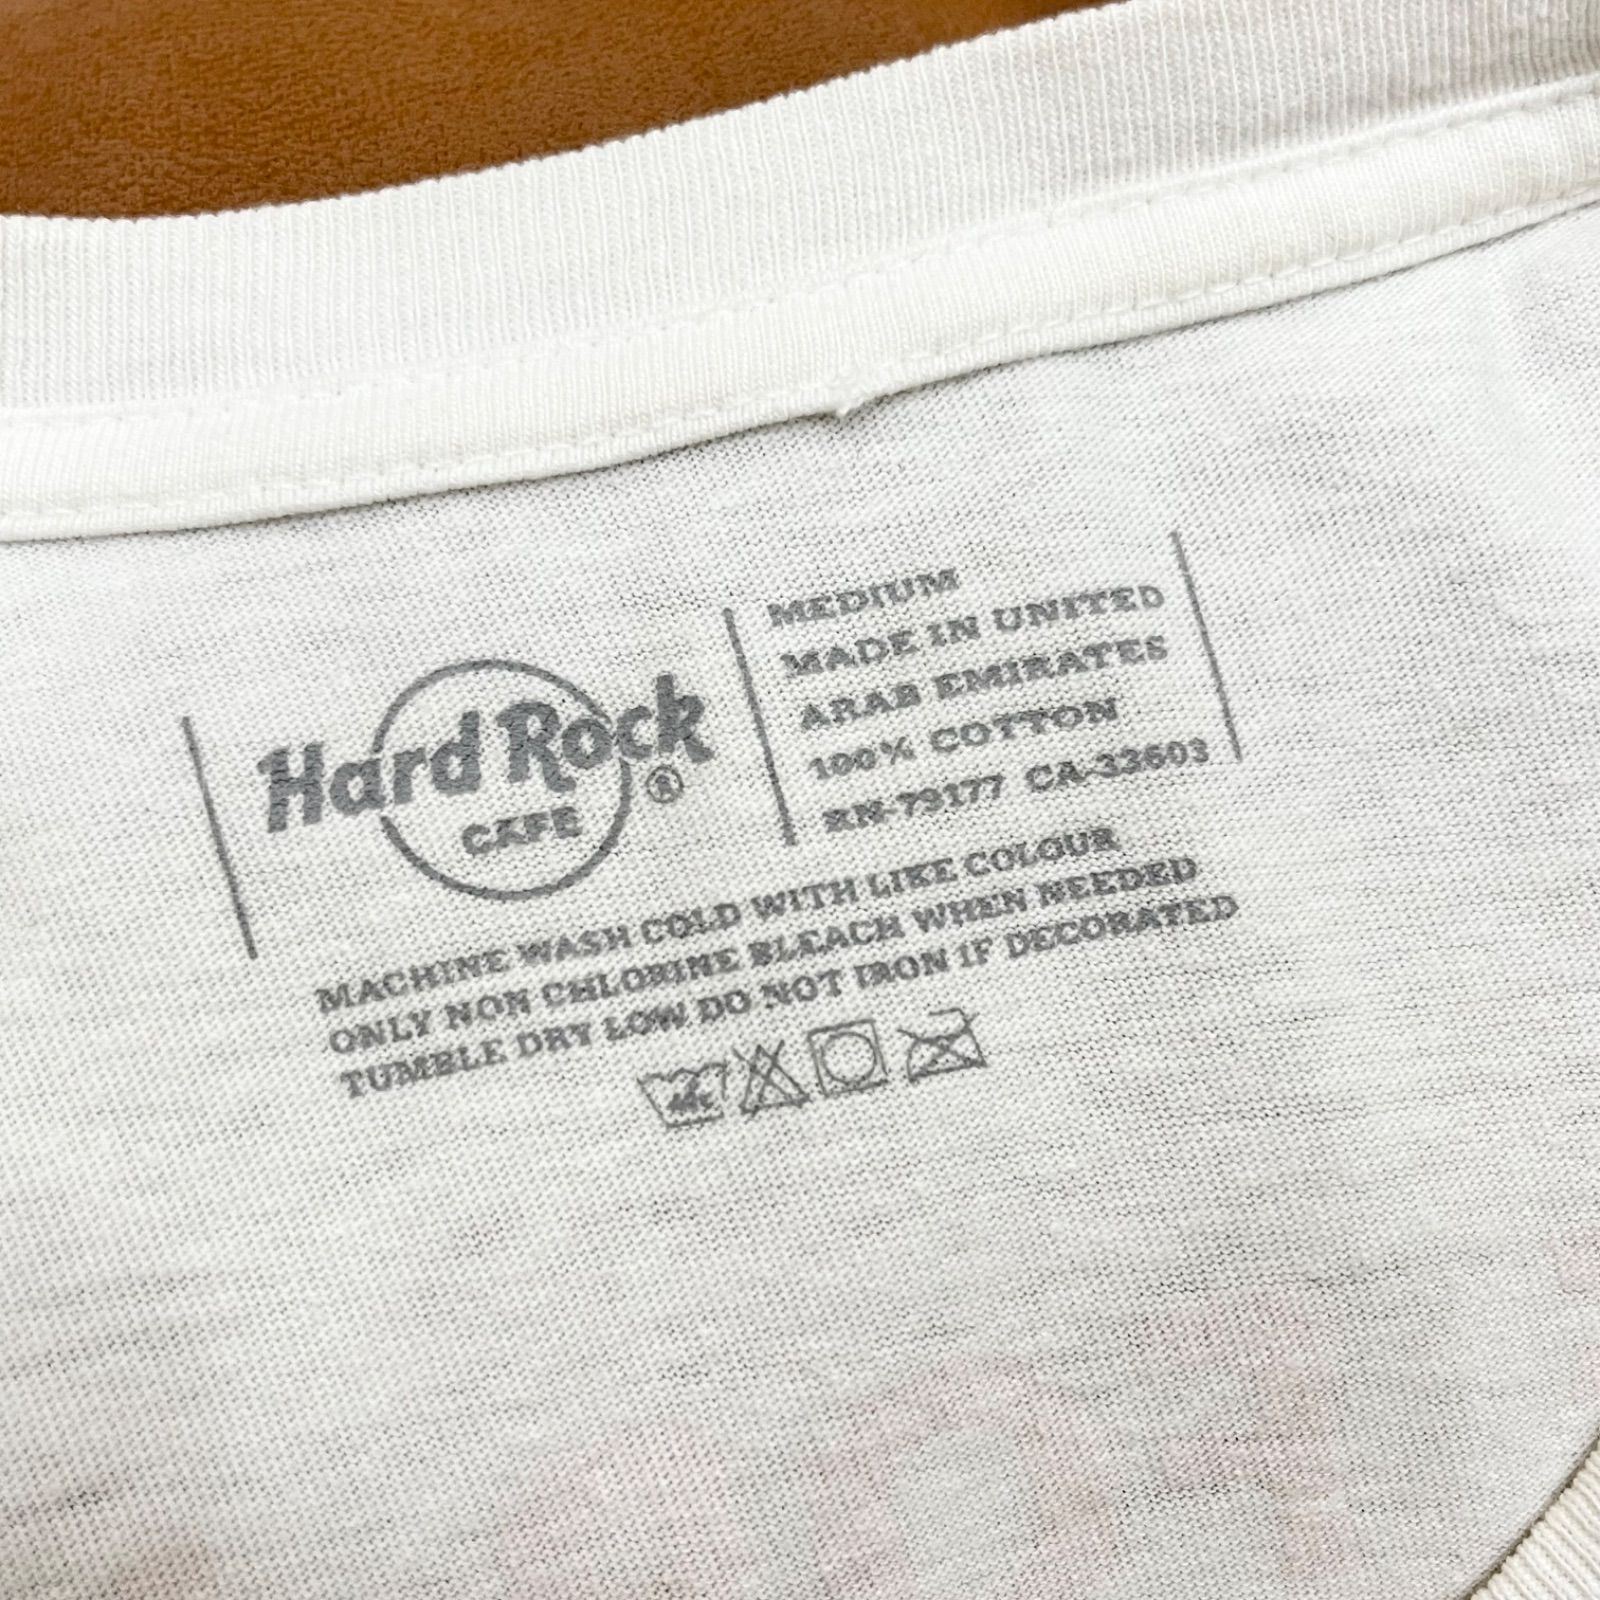 Hard Rock
CAFE
®
MEDIUM
MADE IN UNITED
ARAB EMIRATES
100% COTTON
RN-79177 CA-33603
MACHINE WASH COLD WITH LIKE COLOUR
ONLY NON CHLORINE BLEACH WHEN NEEDED
TUMBLE DRY LOW DO NOT IRON IF DECORATED